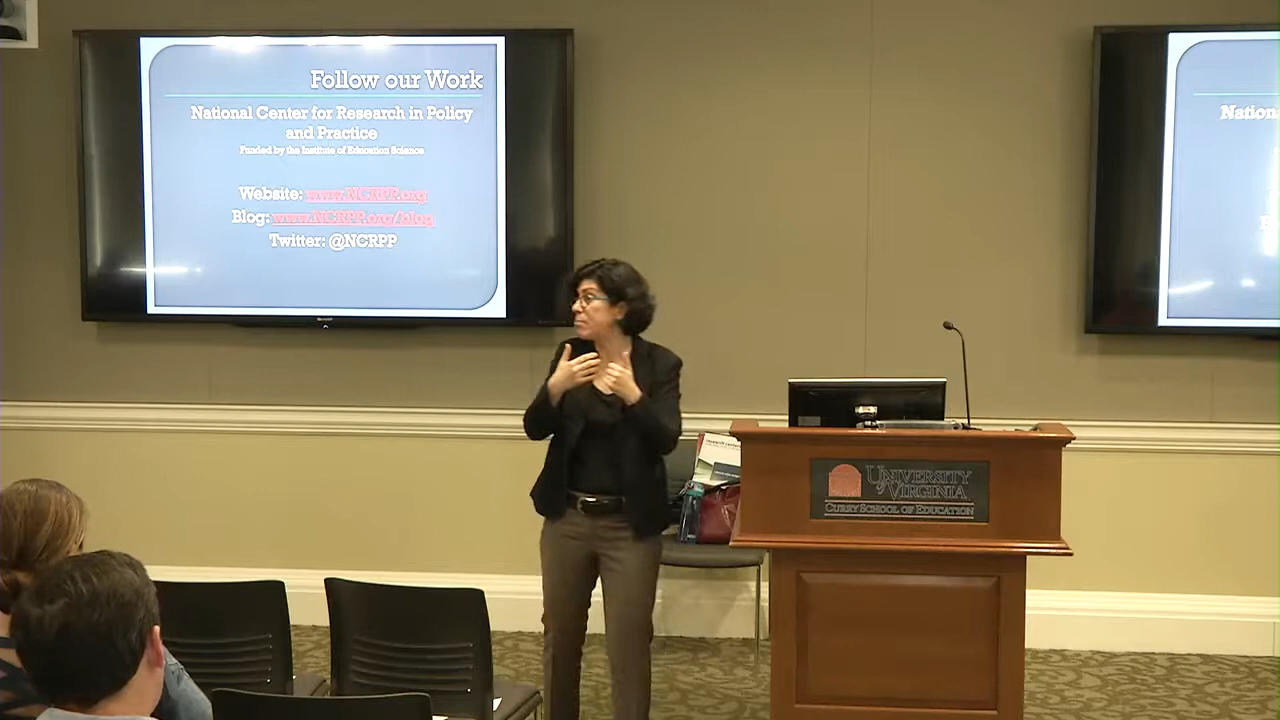 Follow our Work
National Center for Research in Policy
and Practice
Funded by the Institute of Education Science
Website: www.NCRPP.org
Blog: www.NCRPP.org/blog
Twitter: @NCRPP
Nation
UNIVERSITY
of VIRGINIA
CURRY SCHOOL OF EDUCATION